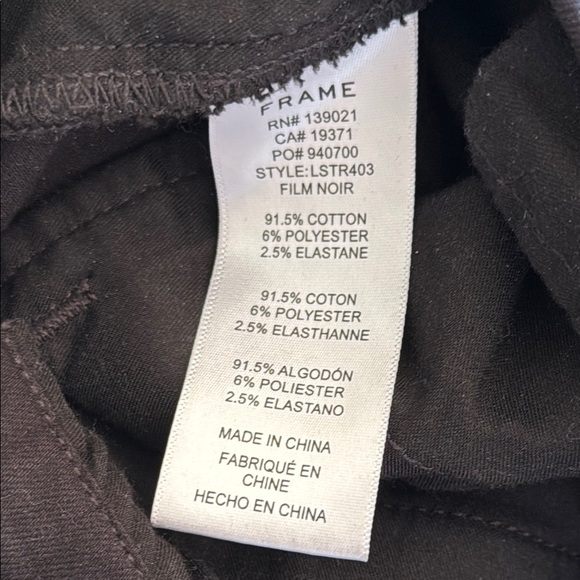 FRAME
RN# 139021
CA# 19371
PO# 940700
STYLE:LSTR403
FILM NOIR
91.5% COTTON
6% POLYESTER
2.5% ELASTANE
91.5% COTON
6% POLYESTER
2.5% ELASTHANNE
91.5% ALGODÓN
6% POLIESTER
2.5% ELASTANO
MADE IN CHINA
FABRIQUÉ EN
CHINE
HECHO EN CHINA